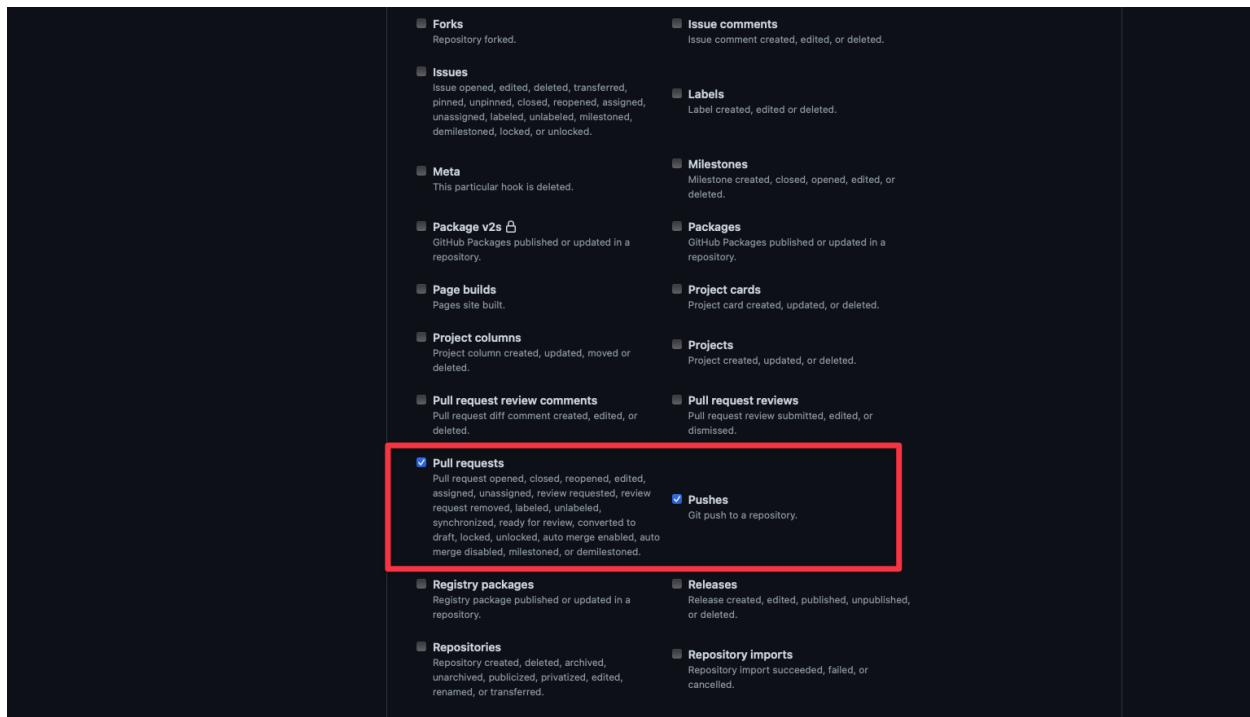 Forks
Repository forked.
Issue comments
Issue comment created, edited, or deleted.
Issues
Issue opened, edited, deleted, transferred,
pinned, unpinned, closed, reopened, assigned,
unassigned, labeled, unlabeled, milestoned,
demilestoned, locked, or unlocked.
Labels
Label created, edited or deleted.
Meta
This particular hook is deleted.
Milestones
Milestone created, closed, opened, edited, or
deleted.
Package v2s
GitHub Packages published or updated in a
repository.
Packages
GitHub Packages published or updated in a
repository.
Page builds
Pages site built.
Project cards
Project card created, updated, or deleted.
Project columns
Project column created, updated, moved or
deleted.
Projects
Project created, updated, or deleted.
Pull request review comments
Pull request diff comment created, edited, or
deleted.
Pull request reviews
Pull request review submitted, edited, or
dismissed.
Pull requests
Pull request opened, closed, reopened, edited,
assigned, unassigned, review requested, review
request removed, labeled, unlabeled,
synchronized, ready for review, converted to
draft, locked, unlocked, auto merge enabled, auto
merge disabled, milestoned, or demilestoned.
Pushes
Git push to a repository.
Registry packages
Registry package published or updated in a
repository.
Releases
Release created, edited, published, unpublished,
or deleted.
Repositories
Repository created, deleted, archived,
unarchived, publicized, privatized, edited,
renamed, or transferred.
Repository imports
Repository import succeeded, failed, or
cancelled.